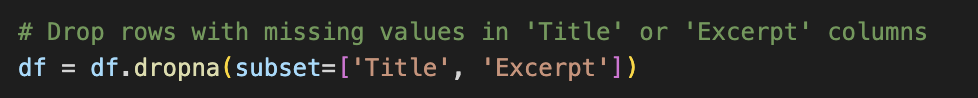 # Drop rows with missing values in 'Title' or 'Excerpt' columns
df = df.dropna(subset=['Title', 'Excerpt'])